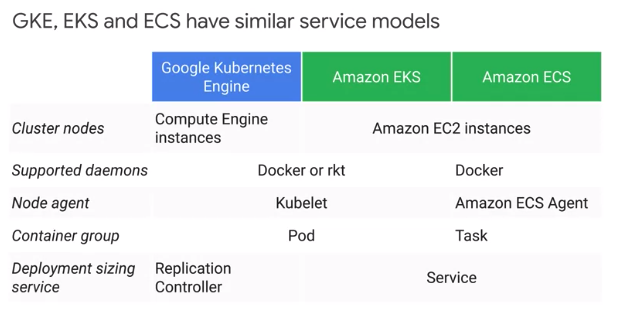 GKE, EKS and ECS have similar service models
Google Kubernetes
Engine
Amazon EKS
Amazon ECS
Cluster nodes
Compute Engine
instances
Amazon EC2 instances
Supported daemons
Docker or rkt
Docker
Node agent
Kubelet
Amazon ECS Agent
Container group
Pod
Task
Deployment sizing
service
Replication
Controller
Service